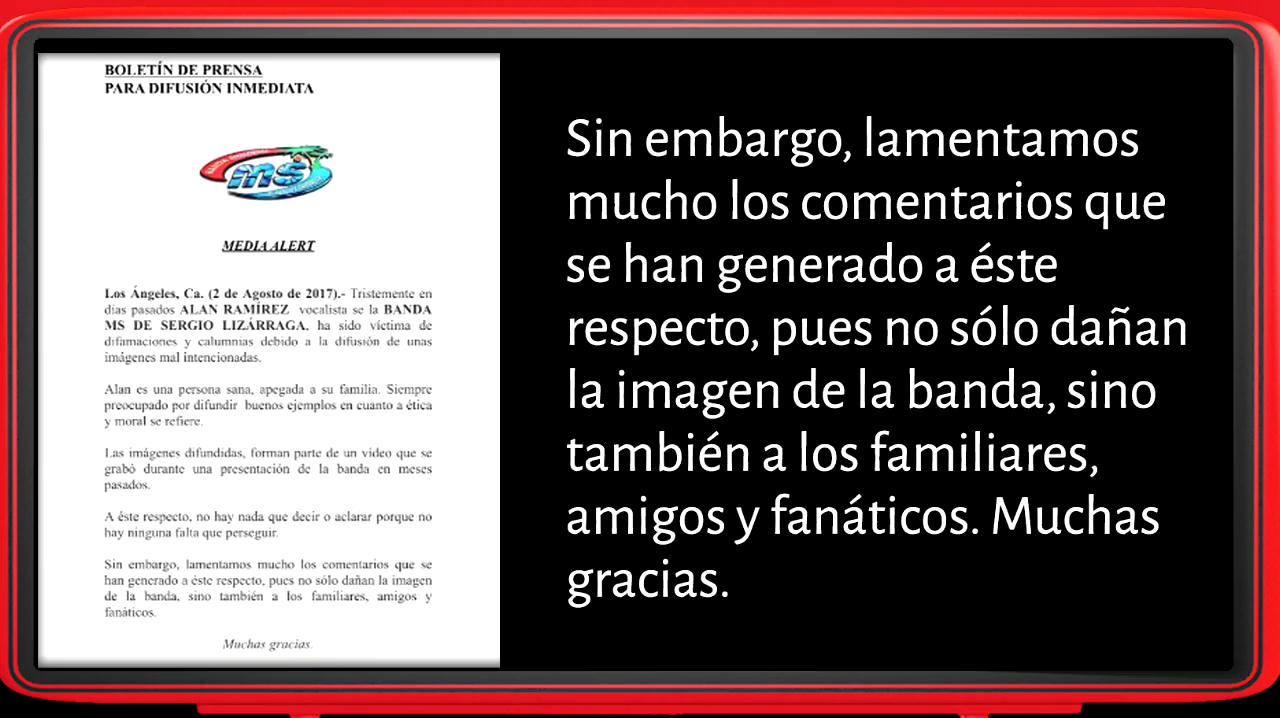 BOLETÍN DE PRENSA
PARA DIFUSIÓN INMEDIATA
ms
MEDIA ALERT
Los Ángeles, Ca. (2 de Agosto de 2017).- Tristemente en
días pasados ALAN RAMÍREZ vocalista se la BANDA
MS DE SERGIO LIZÁRRAGA, ha sido víctima de
difamaciones y calumnias debido a la difusión de unas
imágenes mal intencionadas.
Alan es una persona sana, apegada a su familia. Siempre
preocupado por difundir buenos ejemplos en cuanto a ética
y moral se refiere.
Las imágenes difundidas, forman parte de un video que se
grabó durante una presentación de la banda en meses
pasados.
A éste respecto, no hay nada que decir o aclarar porque no
hay ninguna falta que perseguir.
Sin embargo, lamentamos mucho los comentarios que se
han generado a éste respecto, pues no sólo dañan la imagen
de la banda, sino también a los familiares, amigos y
fanáticos.
Muchas gracias.
Sin embargo, lamentamos
mucho los comentarios que
se han generado a éste
respecto, pues no sólo dañan
la imagen de la banda, sino
también a los familiares,
amigos y fanáticos. Muchas
gracias.